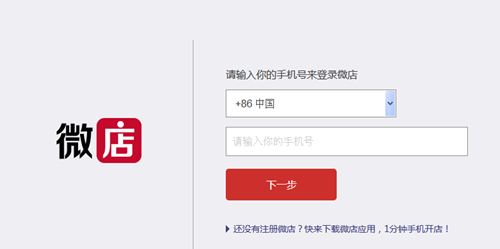 微店
请输入你的手机号来登录微店
+86 中国
请输入你的手机号
下一步
还没有注册微店？快来下载微店应用，1分钟手机开店！